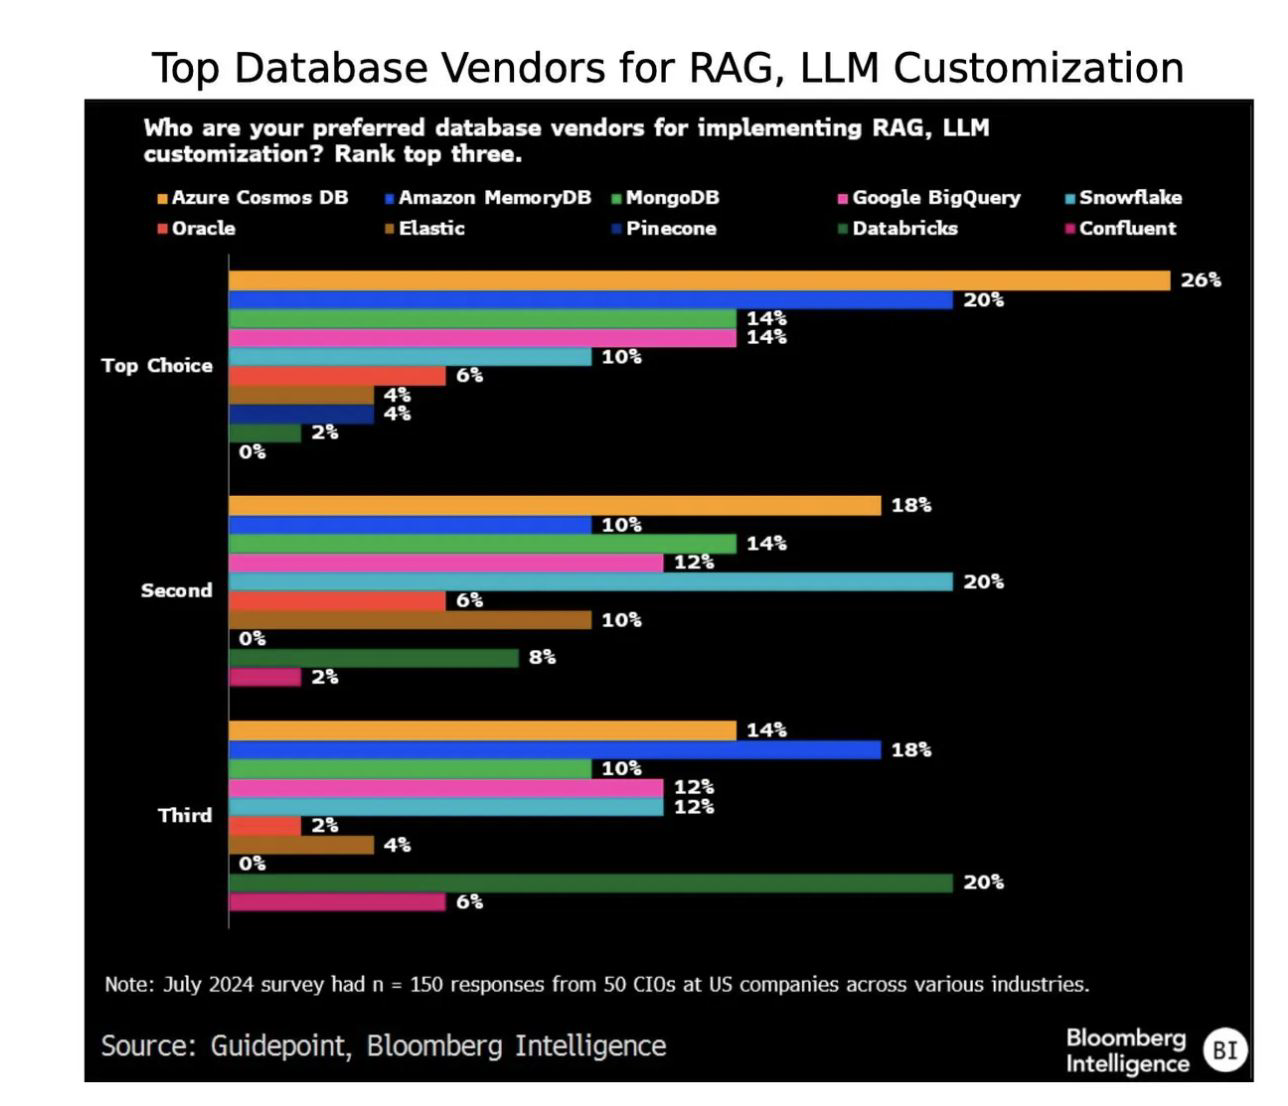 Top Database Vendors for RAG, LLM Customization
Who are your preferred database vendors for implementing RAG, LLM
customization? Rank top three.
Azure Cosmos DB Amazon MemoryDB MongoDB Google BigQuery Snowflake
Oracle Elastic Pinecone Databricks Confluent
Top Choice
26%
20%
14%
14%
10%
6%
4%
4%
2%
0%
Second
18%
10%
14%
12%
20%
6%
10%
0%
8%
2%
Third
14%
18%
10%
12%
12%
2%
4%
0%
20%
6%
Note: July 2024 survey had n = 150 responses from 50 CIOs at US companies across various industries.
Source: Guidepoint, Bloomberg Intelligence
Bloomberg
Intelligence
BI